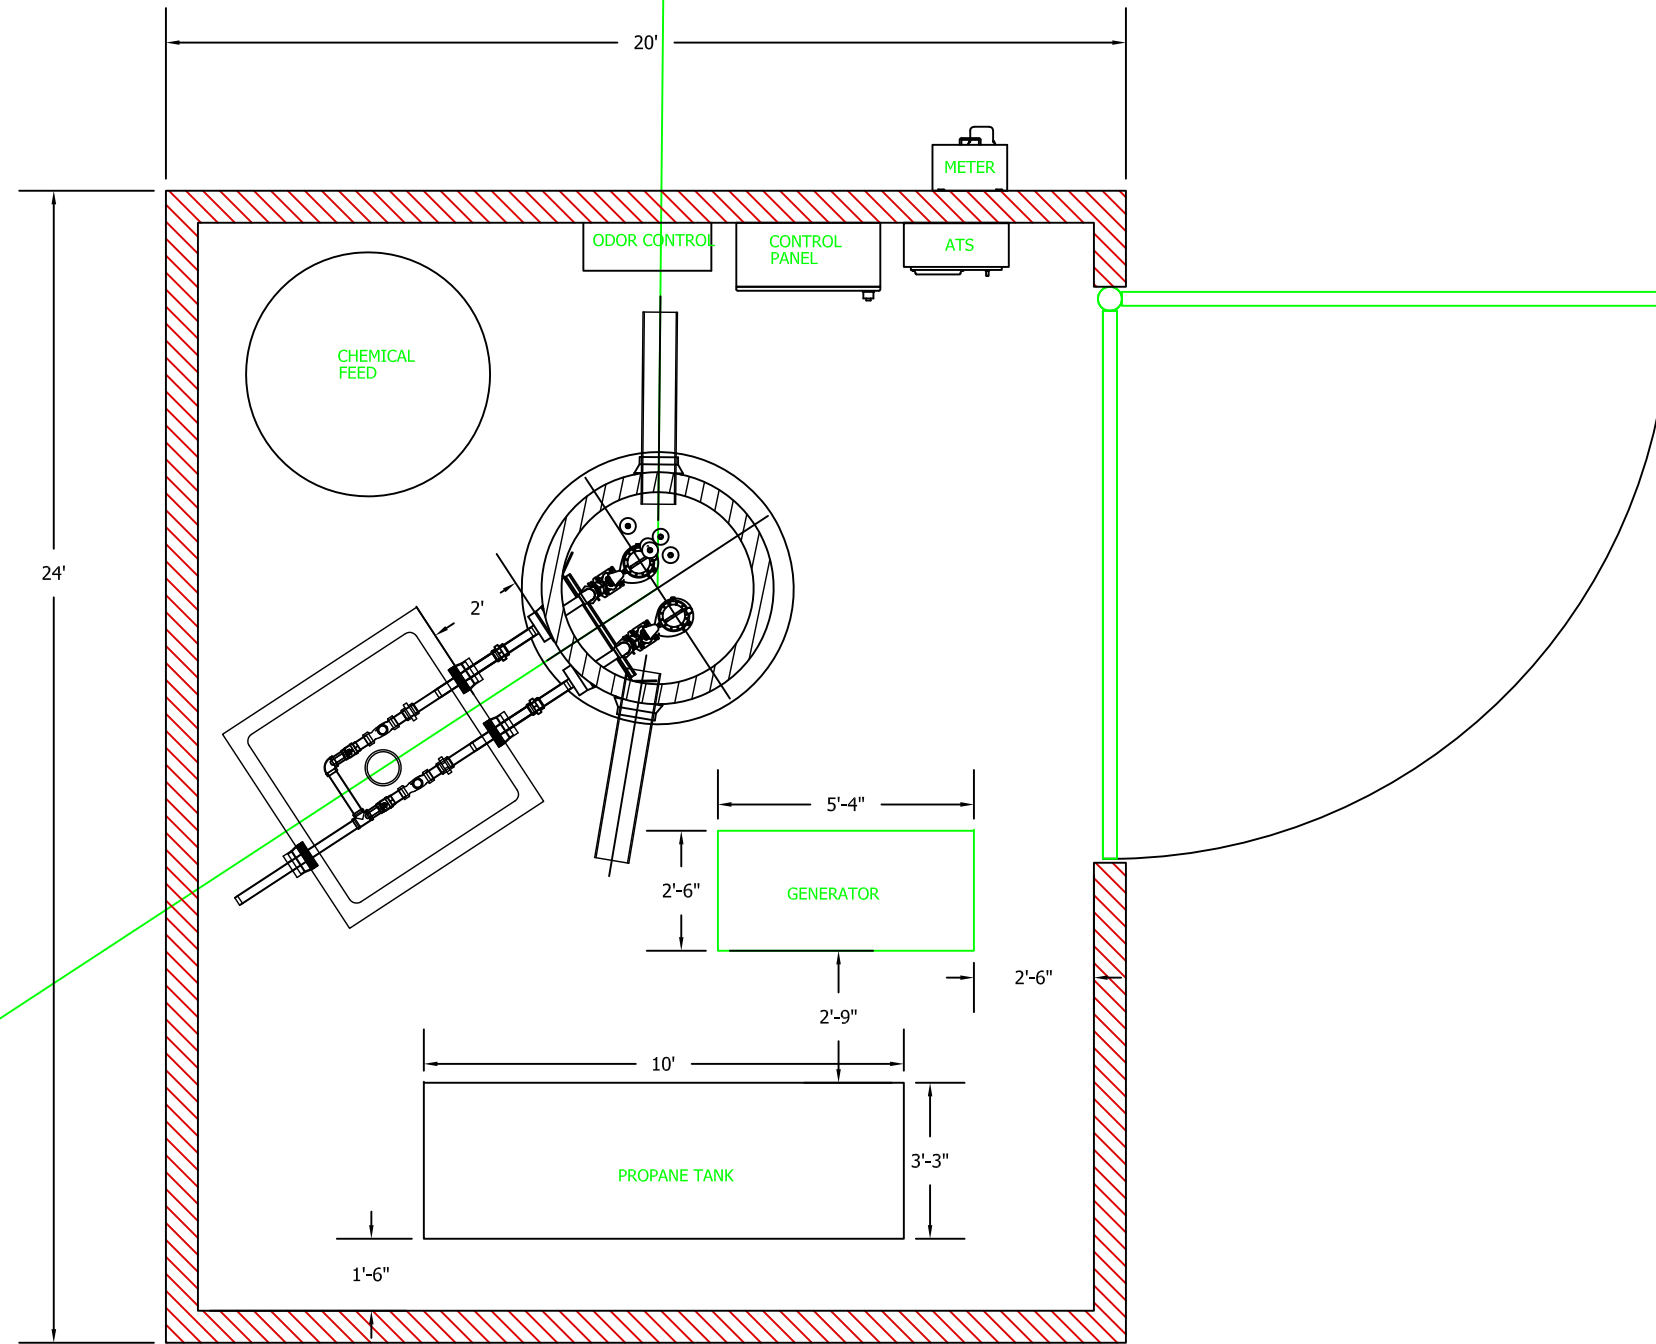 20'
METER
ODOR CONTROL
CONTROL
PANEL
ATS
CHEMICAL
FEED
24'
2'
5'-4"
2'-6"
GENERATOR
2'-6"
2'-9"
10'
3'-3"
PROPANE TANK
1'-6"